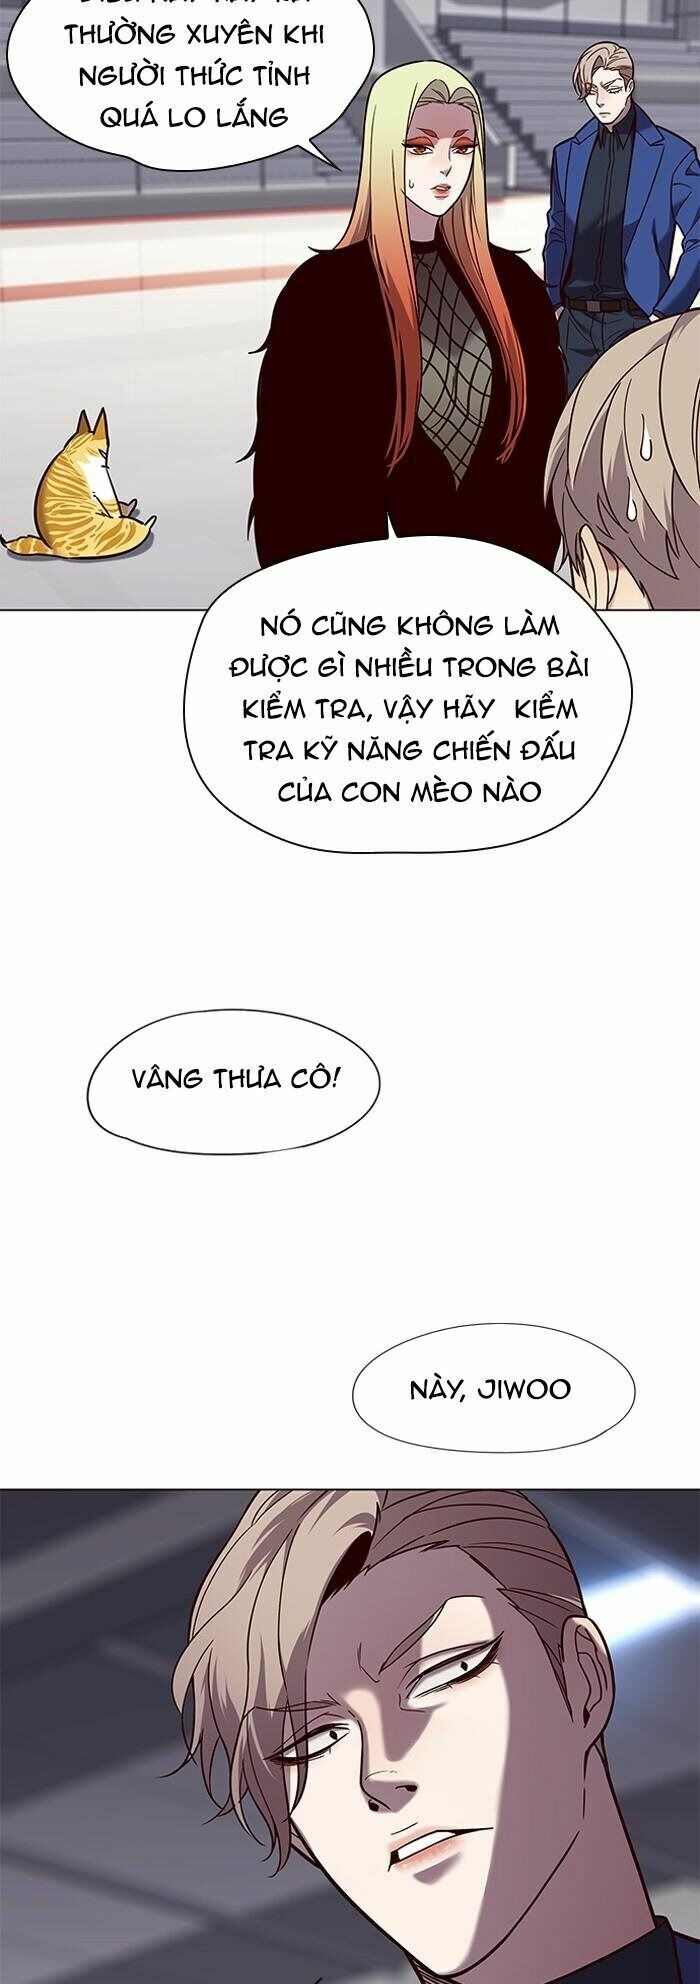 THƯỜNG XUYÊN KHI
NGƯỜI THỨC TỈNH
QUÁ LO LẮNG
NÓ CŨNG KHÔNG LÀM
ĐƯỢC GÌ NHIỀU TRONG BÀI
KIỂM TRA, VẬY HÃY KIỂM
TRA KỸ NĂNG CHIẾN ĐẤU
CỦA CON MÈO NÀO
VÂNG THƯA CÔ!
NÀY, JIWOO